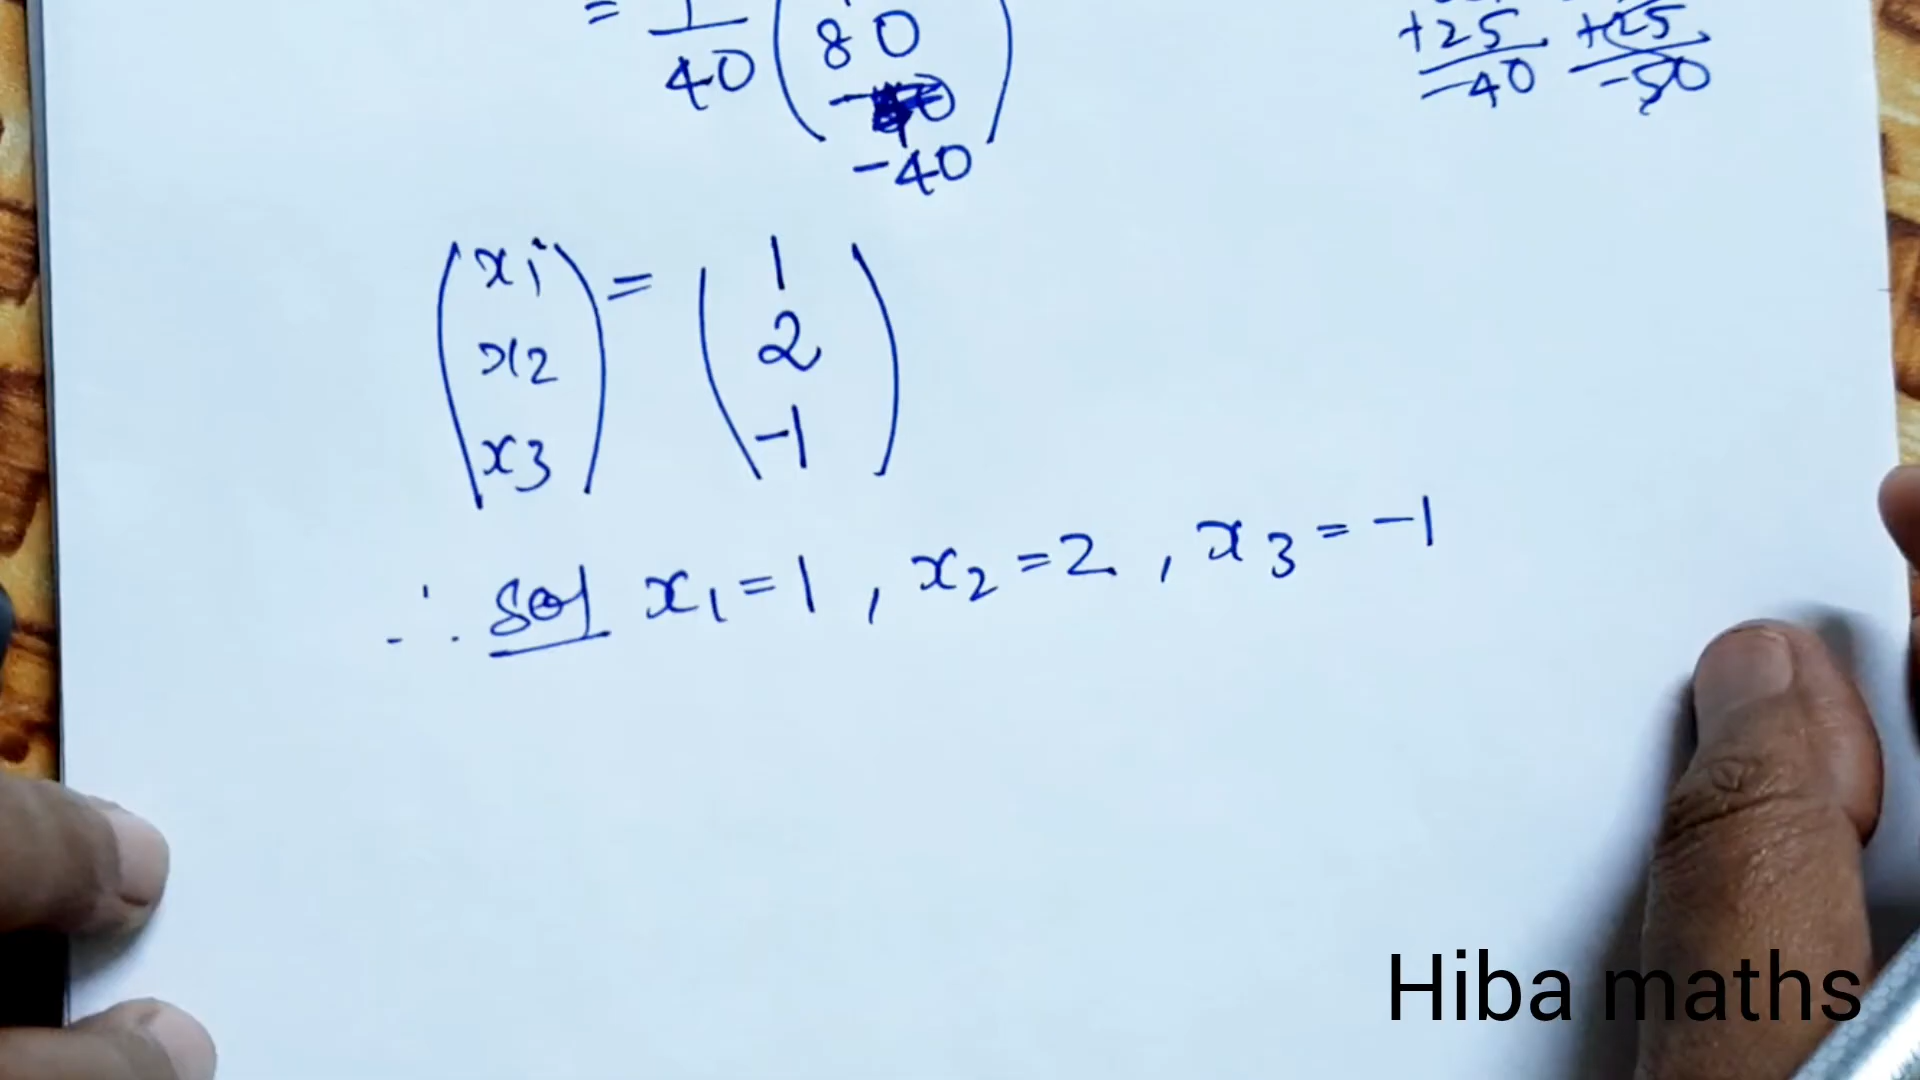 = 1/40 ( 80
-40 )
+25 +25
-40 -50
( x1 ) = ( 1 )
( x2 ) ( 2 )
( x3 ) ( -1 )
∴ sol x1 = 1 , x2 = 2 , x3 = -1
Hiba maths